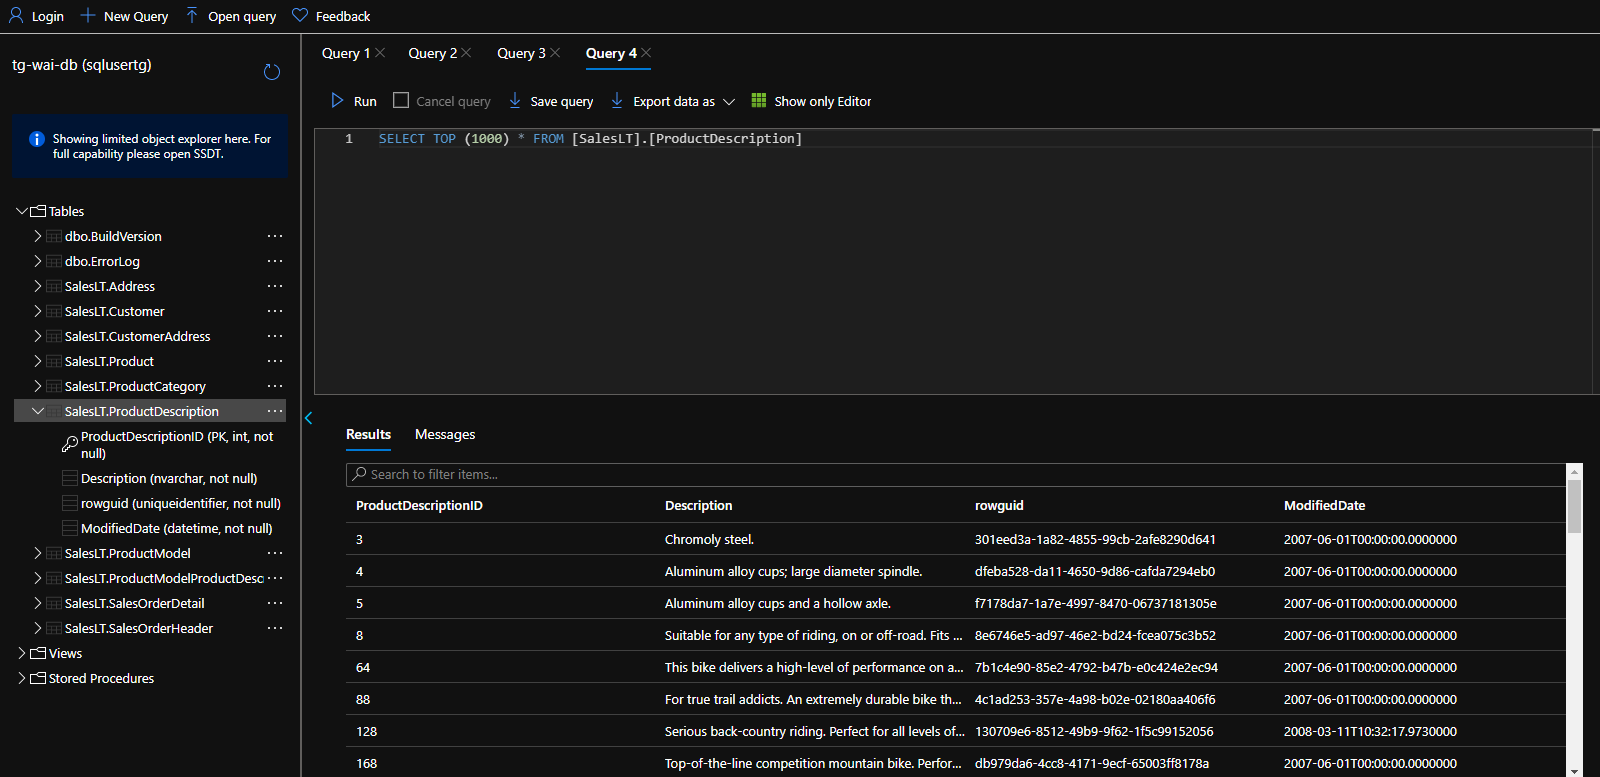 Login New Query Open query Feedback
tg-wai-db (sqlusertg)
Showing limited object explorer here. For
full capability please open SSDT.
Tables
dbo.BuildVersion ...
dbo.ErrorLog ...
SalesLT.Address ...
SalesLT.Customer ...
SalesLT.CustomerAddress ...
SalesLT.Product ...
SalesLT.ProductCategory ...
SalesLT.ProductDescription ...
ProductDescriptionID (PK, int, not
null)
Description (nvarchar, not null)
rowguid (uniqueidentifier, not null)
ModifiedDate (datetime, not null)
SalesLT.ProductModel ...
SalesLT.ProductModelProductDesc ...
SalesLT.SalesOrderDetail ...
SalesLT.SalesOrderHeader ...
Views
Stored Procedures
Query 1 Query 2 Query 3 Query 4
Run Cancel query Save query Export data as Show only Editor
1 SELECT TOP (1000) * FROM [SalesLT].[ProductDescription]
Results Messages
Search to filter items...
ProductDescriptionID Description rowguid ModifiedDate
3 Chromoly steel. 301eed3a-1a82-4855-99cb-2afe8290d641 2007-06-01T00:00:00.0000000
4 Aluminum alloy cups; large diameter spindle. dfeba528-da11-4650-9d86-cafda7294eb0 2007-06-01T00:00:00.0000000
5 Aluminum alloy cups and a hollow axle. f7178da7-1a7e-4997-8470-06737181305e 2007-06-01T00:00:00.0000000
8 Suitable for any type of riding, on or off-road. Fits ... 8e6746e5-ad97-46e2-bd24-fcea075c3b52 2007-06-01T00:00:00.0000000
64 This bike delivers a high-level of performance on a... 7b1c4e90-85e2-4792-b47b-e0c424e2ec94 2007-06-01T00:00:00.0000000
88 For true trail addicts. An extremely durable bike th... 4c1ad253-357e-4a98-b02e-02180aa406f6 2007-06-01T00:00:00.0000000
128 Serious back-country riding. Perfect for all levels of... 130709e6-8512-49b9-9f62-1f5c99152056 2008-03-11T10:32:17.9730000
168 Top-of-the-line competition mountain bike. Perfor... db979da6-4cc8-4171-9ecf-65003ff8178a 2007-06-01T00:00:00.0000000